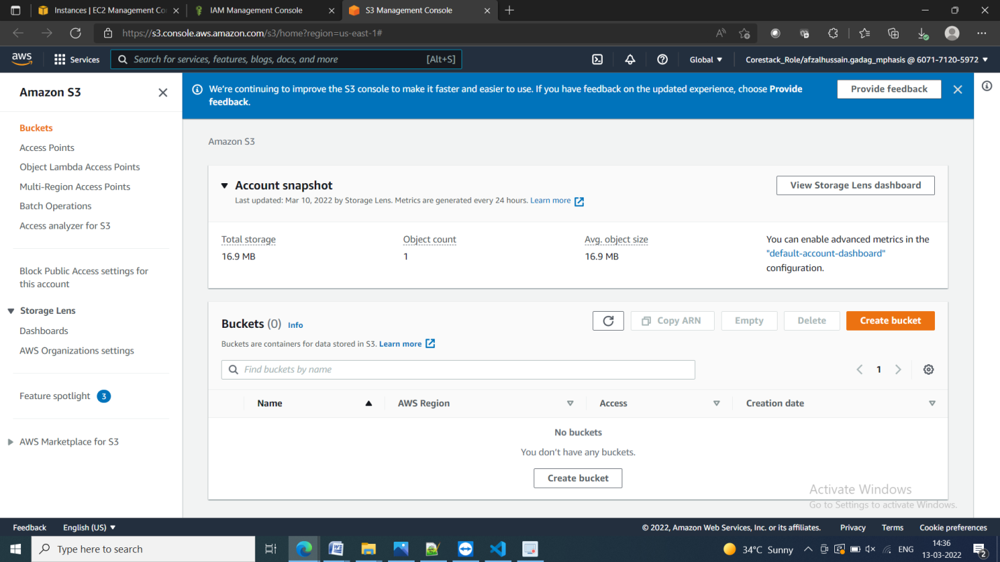 Instances | EC2 Management Co
IAM Management Console
S3 Management Console
https://s3.console.aws.amazon.com/s3/home?region=us-east-1#
aws
Services
Search for services, features, blogs, docs, and more
[Alt+S]
Global
Corestack_Role/afzalhussain.gadag_mphasis @ 6071-7120-5972
Amazon S3
Buckets
Access Points
Object Lambda Access Points
Multi-Region Access Points
Batch Operations
Access analyzer for S3
Block Public Access settings for
this account
Storage Lens
Dashboards
AWS Organizations settings
Feature spotlight 3
AWS Marketplace for S3
We're continuing to improve the S3 console to make it faster and easier to use. If you have feedback on the updated experience, choose Provide
feedback.
Provide feedback
Amazon S3
Account snapshot
Last updated: Mar 10, 2022 by Storage Lens. Metrics are generated every 24 hours. Learn more
View Storage Lens dashboard
Total storage
16.9 MB
Object count
1
Avg. object size
16.9 MB
You can enable advanced metrics in the
"default-account-dashboard"
configuration.
Buckets (0) Info
Copy ARN
Empty
Delete
Create bucket
Buckets are containers for data stored in S3. Learn more
Find buckets by name
1
Name
AWS Region
Access
Creation date
No buckets
You don't have any buckets.
Create bucket
Activate Windows
Go to Settings to activate Windows.
Feedback
English (US)
© 2022, Amazon Web Services, Inc. or its affiliates.
Privacy
Terms
Cookie preferences
Type here to search
34°C Sunny
ENG
14:36
13-03-2022
2